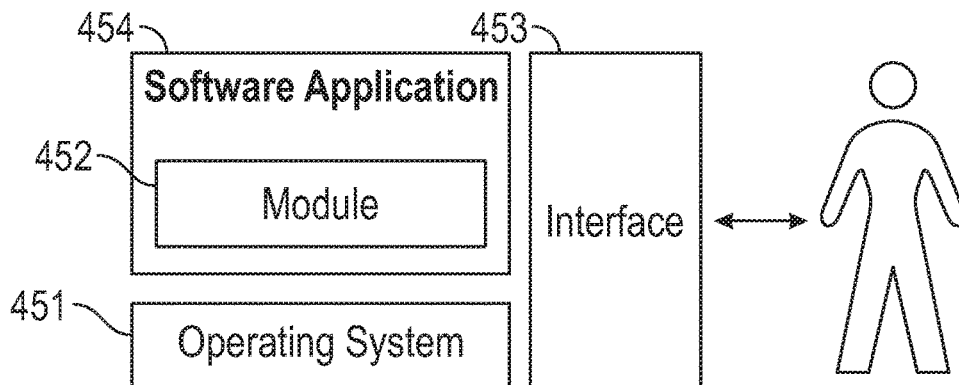 454
453
Software Application
452
Module
Interface
451
Operating System